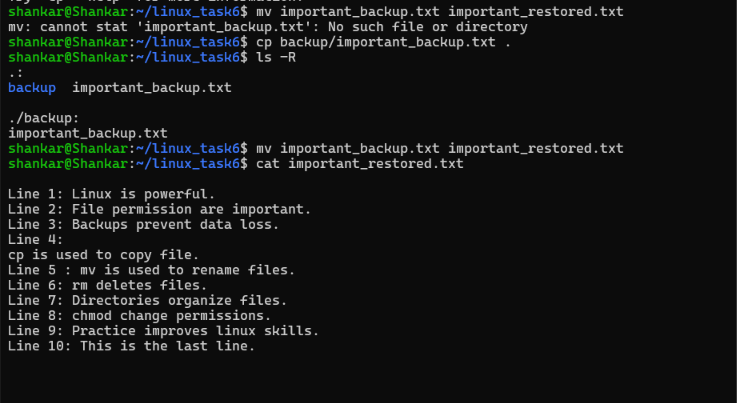 shankar@Shankar:~/linux_task6$ mv important_backup.txt important_restored.txt
mv: cannot stat 'important_backup.txt': No such file or directory
shankar@Shankar:~/linux_task6$ cp backup/important_backup.txt .
shankar@Shankar:~/linux_task6$ ls -R
.:
backup  important_backup.txt

./backup:
important_backup.txt
shankar@Shankar:~/linux_task6$ mv important_backup.txt important_restored.txt
shankar@Shankar:~/linux_task6$ cat important_restored.txt

Line 1: Linux is powerful.
Line 2: File permission are important.
Line 3: Backups prevent data loss.
Line 4:
cp is used to copy file.
Line 5 : mv is used to rename files.
Line 6: rm deletes files.
Line 7: Directories organize files.
Line 8: chmod change permissions.
Line 9: Practice improves linux skills.
Line 10: This is the last line.